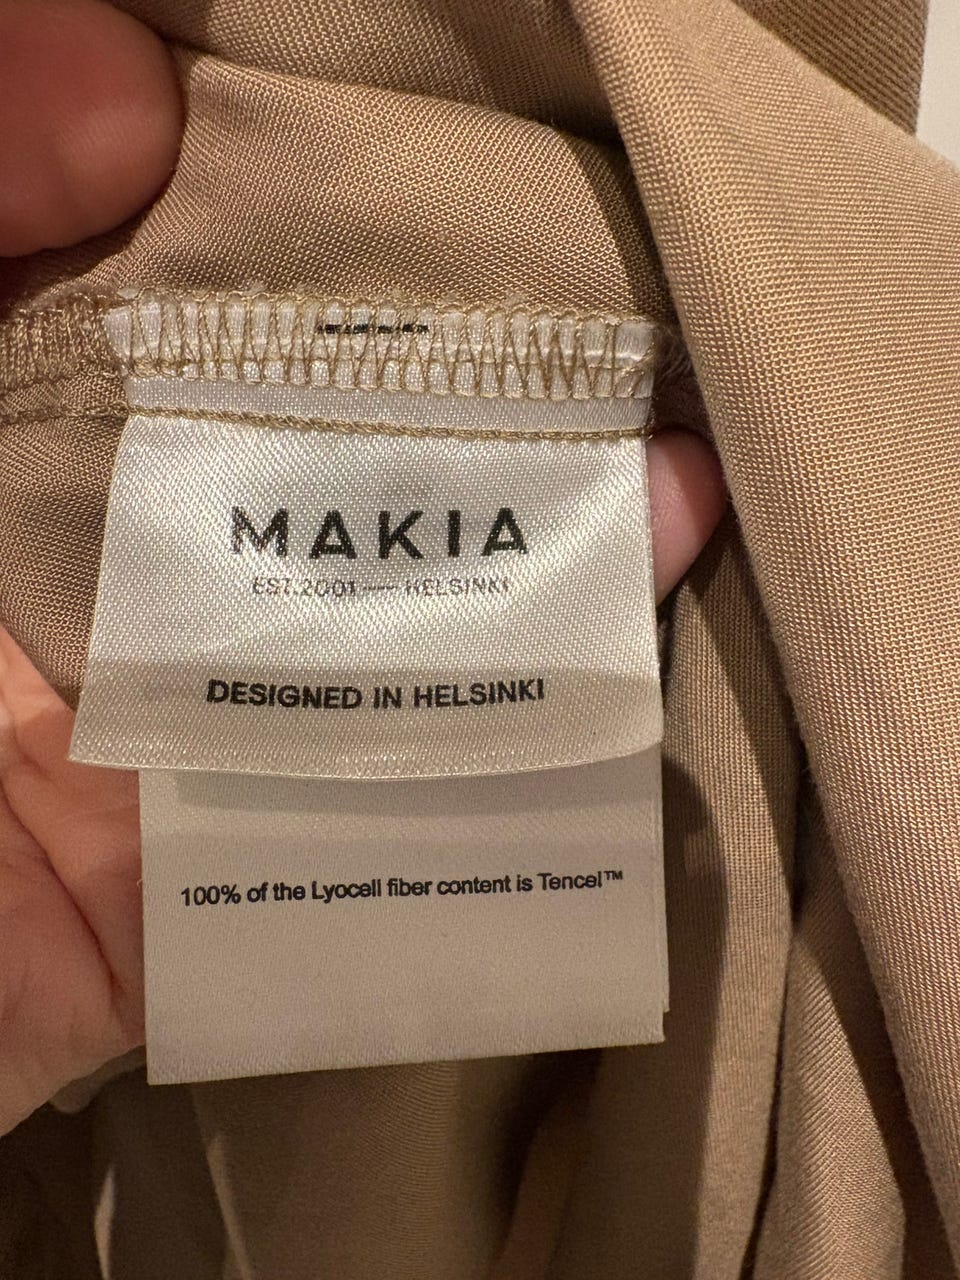 MAKIA
EST.2001 — HELSINKI
DESIGNED IN HELSINKI
100% of the Lyocell fiber content is Tencel™